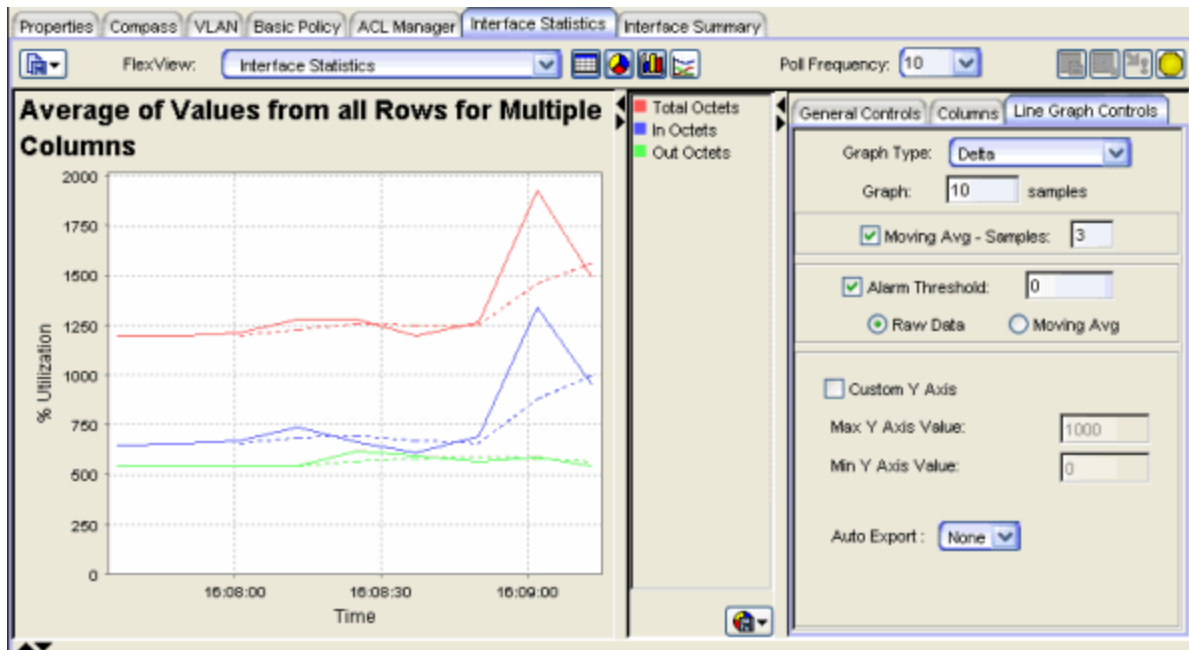 Properties Compass VLAN Basic Policy ACL Manager Interface Statistics Interface Summary
FlexView: Interface Statistics Poll Frequency: 10
Average of Values from all Rows for Multiple
Columns
Total Octets
In Octets
Out Octets
General Controls Columns Line Graph Controls
Graph Type: Delta
Graph: 10 samples
Moving Avg - Samples: 3
Alarm Threshold: 0
Raw Data Moving Avg
Custom Y Axis
Max Y Axis Value: 1000
Min Y Axis Value: 0
Auto Export : None
% Utilization
2000
1750
1500
1250
1000
750
500
250
0
16:08:00 16:08:30 16:09:00
Time